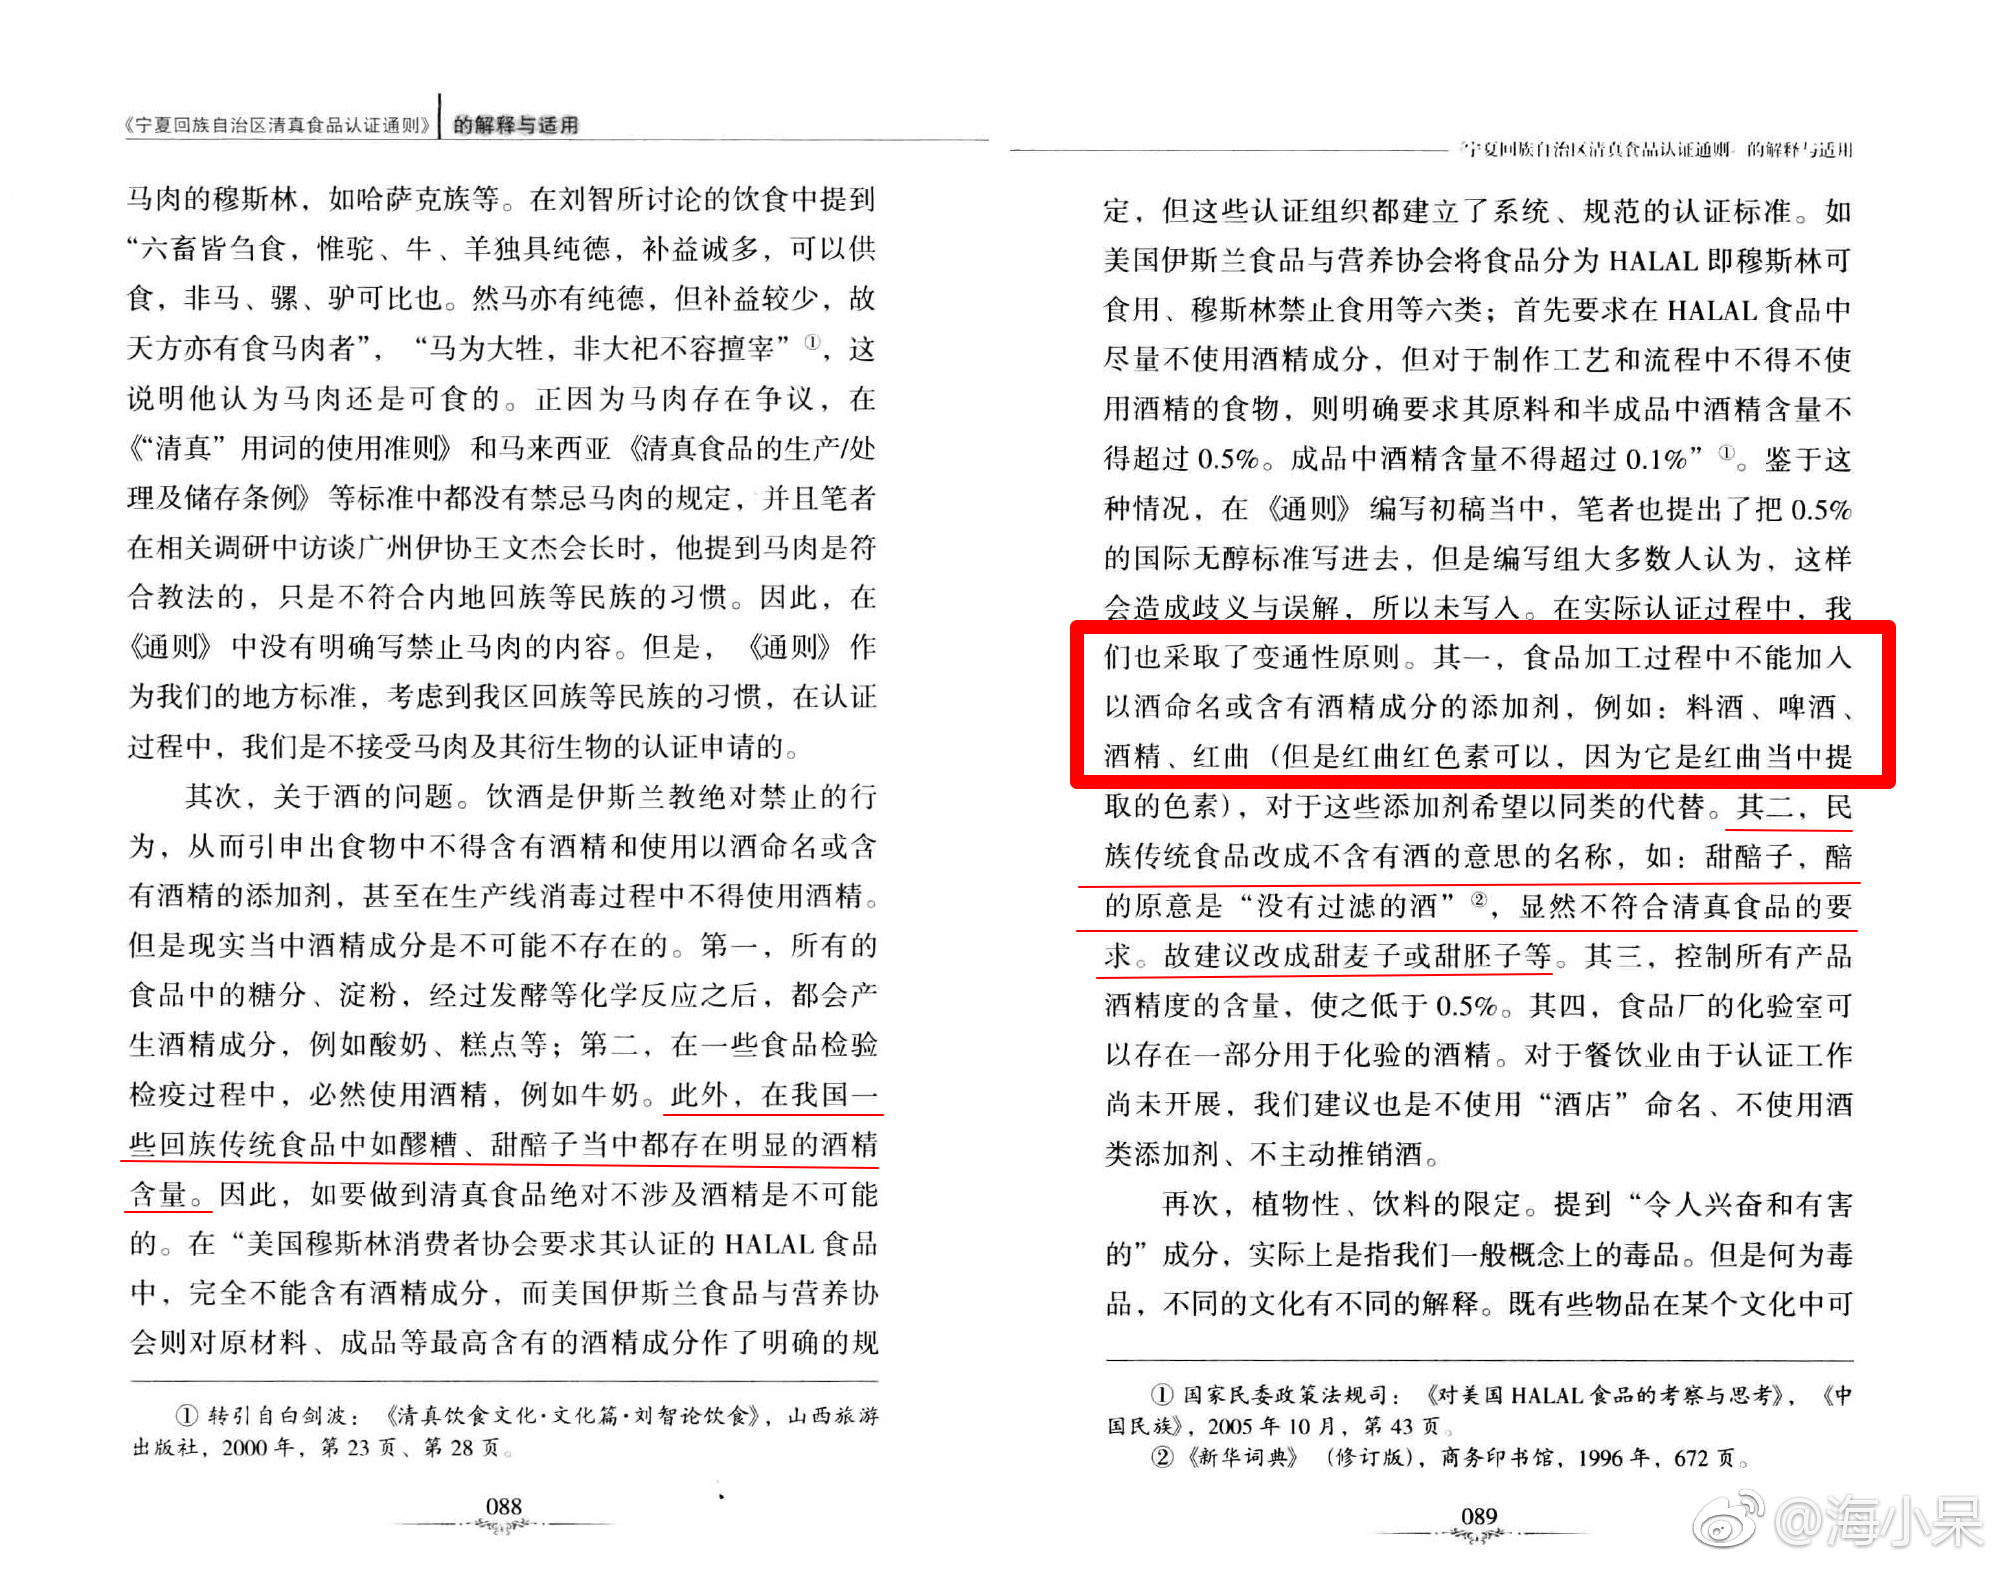 《宁夏回族自治区清真食品认证通则》 的解释与适用
马肉的穆斯林，如哈萨克族等。在刘智所讨论的饮食中提到
“六畜皆刍食，惟驼、牛、羊独具纯德，补益诚多，可以供
食，非马、骡、驴可比也。然马亦有纯德，但补益较少，故
天方亦有食马肉者”，“马为大牲，非大祀不容擅宰”①，这
说明他认为马肉还是可食的。正因为马肉存在争议，在
《“清真”用词的使用准则》和马来西亚《清真食品的生产/处
理及储存条例》等标准中都没有禁忌马肉的规定，并且笔者
在相关调研中访谈广州伊协王文杰会长时，他提到马肉是符
合教法的，只是不符合内地回族等民族的习惯。因此，在
《通则》中没有明确写禁止马肉的内容。但是，《通则》作
为我们的地方标准，考虑到我区回族等民族的习惯，在认证
过程中，我们是不接受马肉及其衍生物的认证申请的。
其次，关于酒的问题。饮酒是伊斯兰教绝对禁止的行
为，从而引申出食物中不得含有酒精和使用以酒命名或含
有酒精的添加剂，甚至在生产线消毒过程中不得使用酒精。
但是现实当中酒精成分是不可能不存在的。第一，所有的
食品中的糖分、淀粉，经过发酵等化学反应之后，都会产
生酒精成分，例如酸奶、糕点等；第二，在一些食品检验
检疫过程中，必然使用酒精，例如牛奶。此外，在我国一
些回族传统食品中如醪糟、甜醅子当中都存在明显的酒精
含量。因此，如要做到清真食品绝对不涉及酒精是不可能
的。在“美国穆斯林消费者协会要求其认证的 HALAL 食品
中，完全不能含有酒精成分，而美国伊斯兰食品与营养协
会则对原材料、成品等最高含有的酒精成分作了明确的规
① 转引自白剑波：《清真饮食文化·文化篇·刘智论饮食》，山西旅游
出版社，2000 年，第 23 页、第 28 页。
088
《宁夏回族自治区清真食品认证通则》的解释与适用
定，但这些认证组织都建立了系统、规范的认证标准。如
美国伊斯兰食品与营养协会将食品分为 HALAL 即穆斯林可
食用、穆斯林禁止食用等六类；首先要求在 HALAL 食品中
尽量不使用酒精成分，但对于制作工艺和流程中不得不使
用酒精的食物，则明确要求其原料和半成品中酒精含量不
得超过 0.5%。成品中酒精含量不得超过 0.1%”①。鉴于这
种情况，在《通则》编写初稿当中，笔者也提出了把 0.5%
的国际无醇标准写进去，但是编写组大多数人认为，这样
会造成歧义与误解，所以未写入。在实际认证过程中，我
们也采取了变通性原则。其一，食品加工过程中不能加入
以酒命名或含有酒精成分的添加剂，例如：料酒、啤酒、
酒精、红曲（但是红曲红色素可以，因为它是红曲当中提
取的色素），对于这些添加剂希望以同类的代替。其二，民
族传统食品改成不含有酒的意思的名称，如：甜醅子，醅
的原意是“没有过滤的酒”②，显然不符合清真食品的要
求。故建议改成甜麦子或甜胚子等。其三，控制所有产品
酒精度的含量，使之低于 0.5%。其四，食品厂的化验室可
以存在一部分用于化验的酒精。对于餐饮业由于认证工作
尚未开展，我们建议也是不使用“酒店”命名、不使用酒
类添加剂、不主动推销酒。
再次，植物性、饮料的限定。提到“令人兴奋和有害
的”成分，实际上是指我们一般概念上的毒品。但是何为毒
品，不同的文化有不同的解释。既有些物品在某个文化中可
① 国家民委政策法规司：《对美国 HALAL 食品的考察与思考》，《中
国民族》，2005 年 10 月，第 43 页。
② 《新华词典》（修订版），商务印书馆，1996 年，672 页。
089
@海小呆